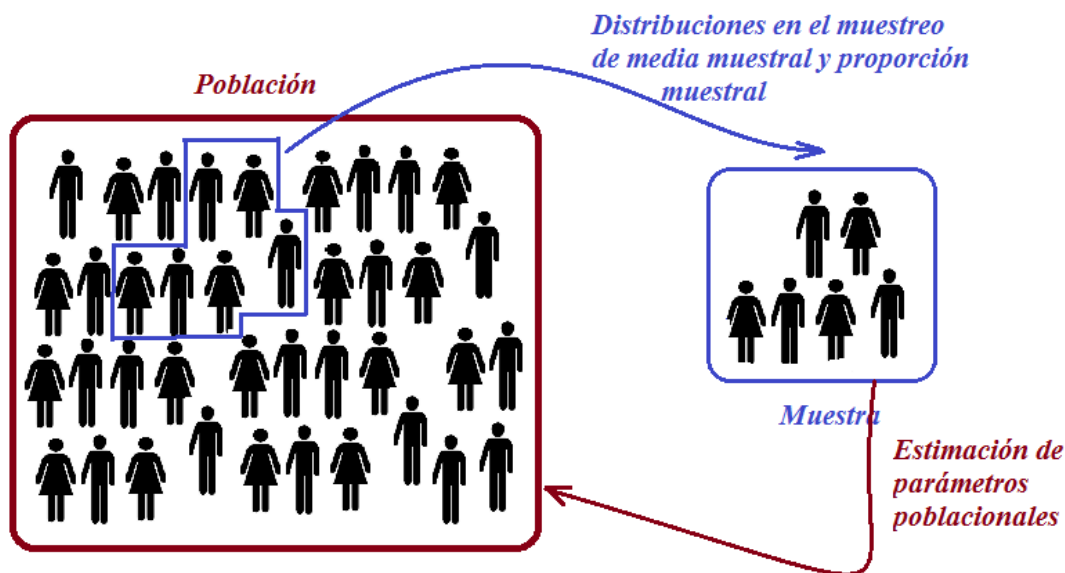 Distribuciones en el muestreo
de media muestral y proporción
muestral
Población
Muestra
Estimación de
parámetros
poblacionales